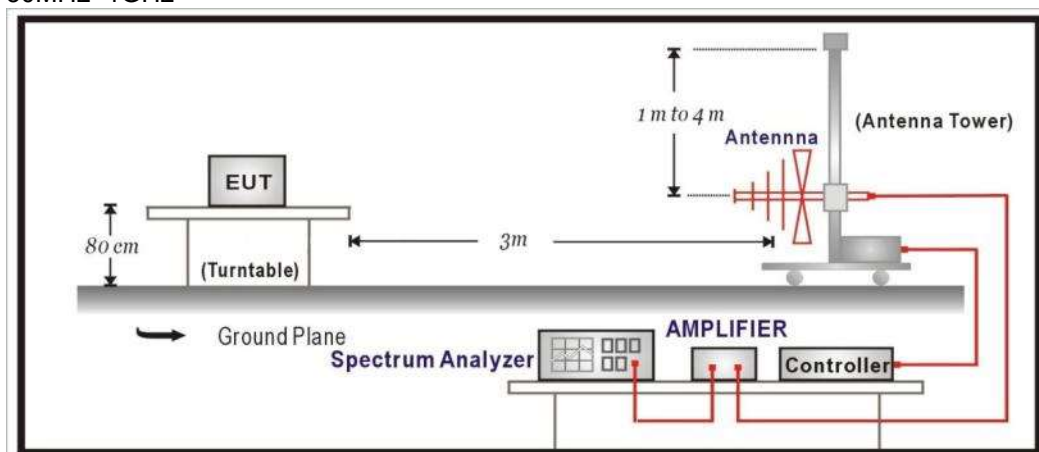 1 m to 4 m
(Antenna Tower)
Antennna
EUT
80 cm
3m
(Turntable)
Ground Plane
AMPLIFIER
Spectrum Analyzer
Controller